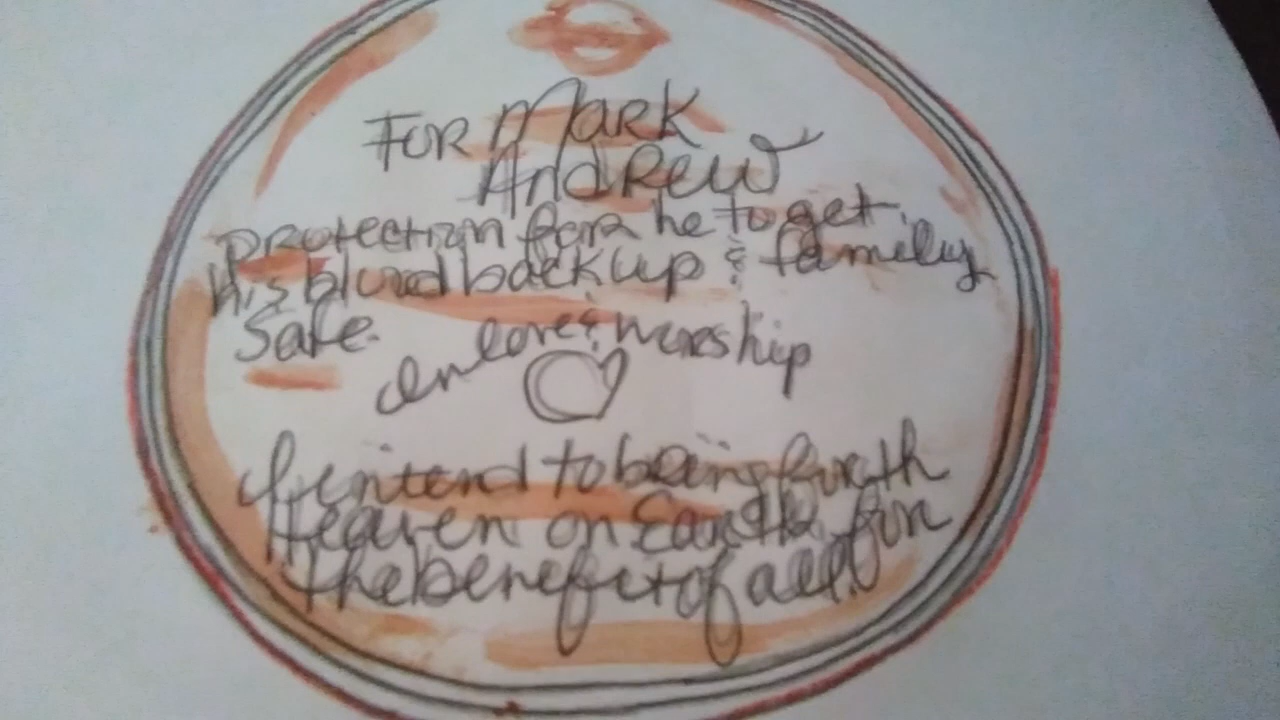 FOR MARK
ANdREW
PROtection for he to get
his blood back up & family
Safe.
In love & worship
I intend to bring forth
Heaven on Earth for
the benefit of all